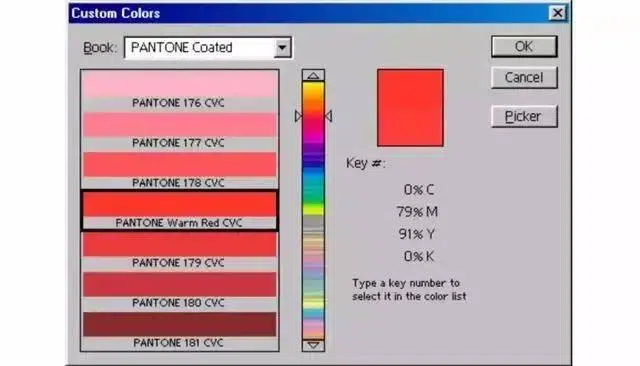 Custom Colors
Book: PANTONE Coated
OK
Cancel
Picker
PANTONE 176 CVC
PANTONE 177 CVC
PANTONE 178 CVC
PANTONE Warm Red CVC
PANTONE 179 CVC
PANTONE 180 CVC
PANTONE 181 CVC
Key #:
0% C
79% M
91% Y
0% K
Type a key number to
select it in the color list